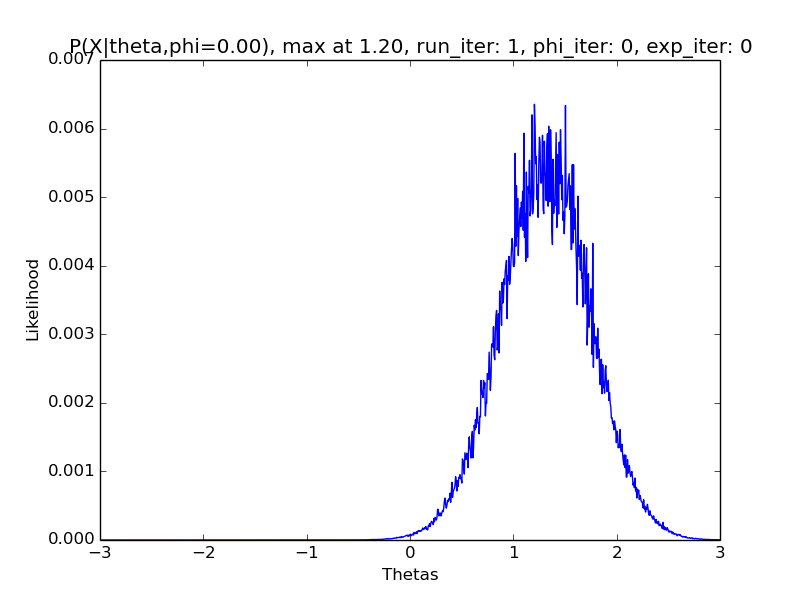 P(X|theta,phi=0.00), max at 1.20, run_iter: 1, phi_iter: 0, exp_iter: 0
0.007
0.006
0.005
0.004
0.003
0.002
0.001
0.000
Likelihood
−3 −2 −1 0 1 2 3
Thetas